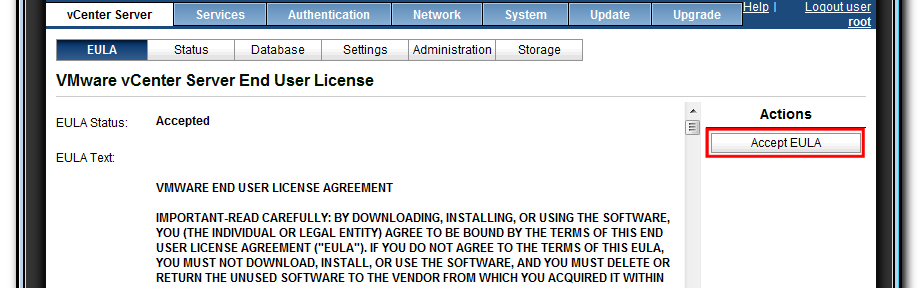 vCenter Server Services Authentication Network System Update Upgrade Help | Logout user
root
EULA Status Database Settings Administration Storage
VMware vCenter Server End User License
Actions
EULA Status: Accepted
Accept EULA
EULA Text:
VMWARE END USER LICENSE AGREEMENT
IMPORTANT-READ CAREFULLY: BY DOWNLOADING, INSTALLING, OR USING THE SOFTWARE,
YOU (THE INDIVIDUAL OR LEGAL ENTITY) AGREE TO BE BOUND BY THE TERMS OF THIS END
USER LICENSE AGREEMENT ("EULA"). IF YOU DO NOT AGREE TO THE TERMS OF THIS EULA,
YOU MUST NOT DOWNLOAD, INSTALL, OR USE THE SOFTWARE, AND YOU MUST DELETE OR
RETURN THE UNUSED SOFTWARE TO THE VENDOR FROM WHICH YOU ACQUIRED IT WITHIN